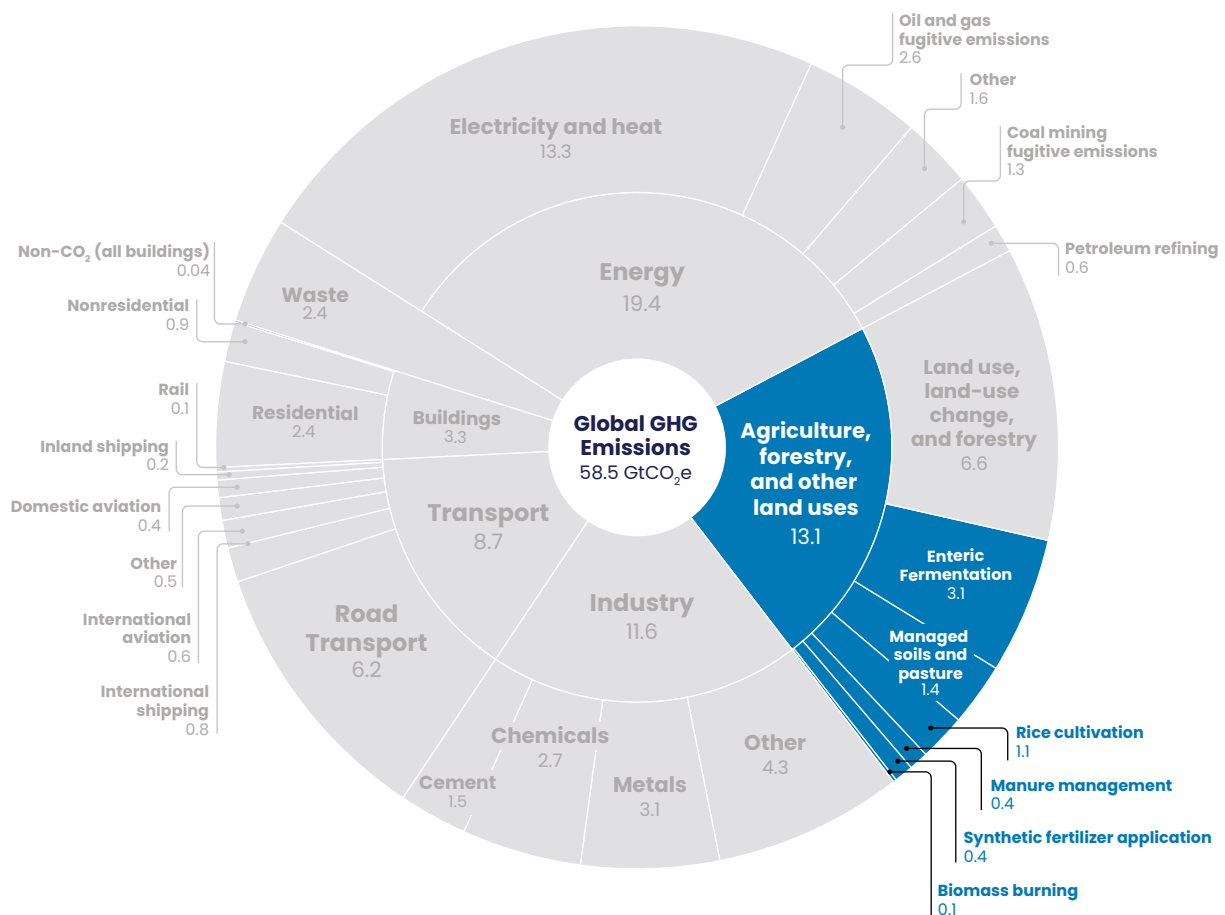 Oil and gas
fugitive emissions
2.6
Other
1.6
Coal mining
fugitive emissions
1.3
Petroleum refining
0.6
Electricity and heat
13.3
Energy
19.4
Non-CO₂ (all buildings)
0.04
Nonresidential
0.9
Waste
2.4
Rail
0.1
Inland shipping
0.2
Domestic aviation
0.4
Other
0.5
International
aviation
0.6
International
shipping
0.8
Residential
2.4
Buildings
3.3
Transport
8.7
Road
Transport
6.2
Global GHG
Emissions
58.5 GtCO₂e
Agriculture,
forestry,
and other
land uses
13.1
Land use,
land-use
change,
and forestry
6.6
Enteric
Fermentation
3.1
Managed
soils and
pasture
1.4
Industry
11.6
Cement
1.5
Chemicals
2.7
Metals
3.1
Other
4.3
Rice cultivation
1.1
Manure management
0.4
Synthetic fertilizer application
0.4
Biomass burning
0.1